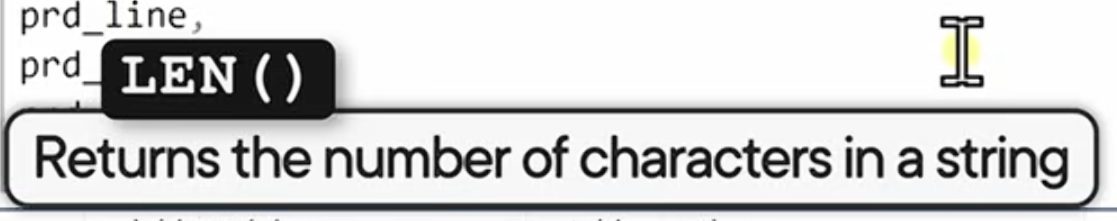 prd_line,
prd_
LEN()
Returns the number of characters in a string